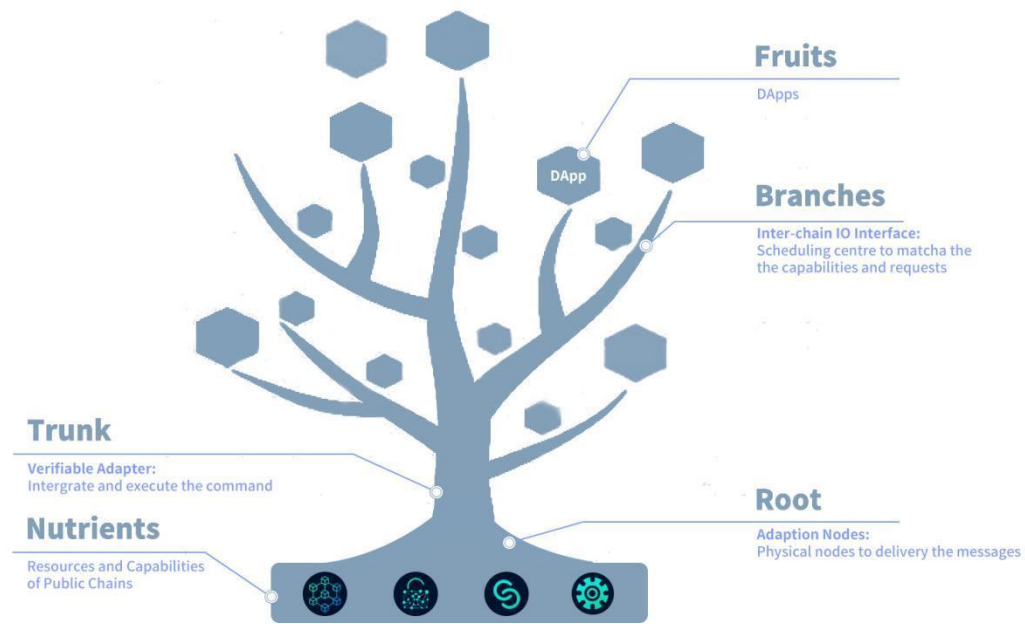 Fruits
DApps
DApp
Branches
Inter-chain IO Interface:
Scheduling centre to matcha the
the capabilities and requests
Trunk
Verifiable Adapter:
Intergrate and execute the command
Root
Adaption Nodes:
Physical nodes to delivery the messages
Nutrients
Resources and Capabilities
of Public Chains